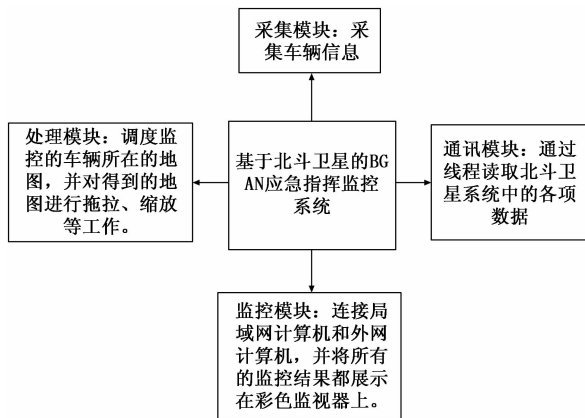 采集模块：采
集车辆信息
处理模块：调度监
控的车辆所在的地
图，并对得到的地
图进行拖拉、缩放
等工作。
基于北斗卫星的BG
AN应急指挥监控
系统
通讯模块：通过
线程读取北斗卫
星系统中的各项
数据
监控模块：连接局
域网计算机和外网
计算机，并将所有
的监控结果都展示
在彩色监视器上。